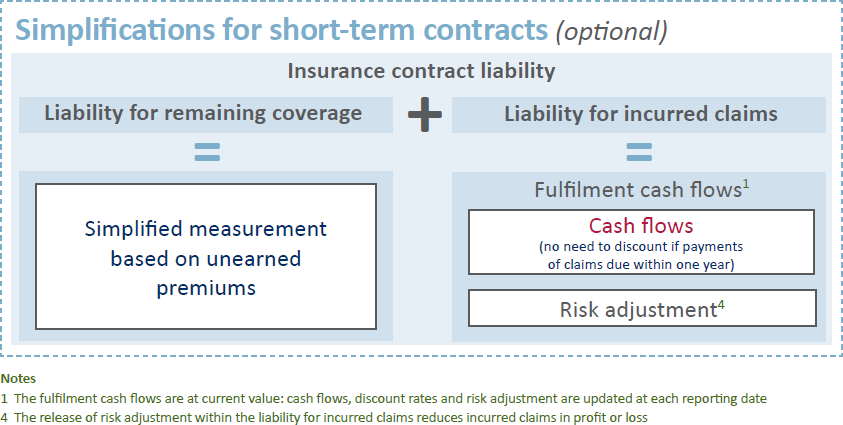 Simplifications for short-term contracts (optional)
Insurance contract liability
Liability for remaining coverage
+
Liability for incurred claims
=
=
Simplified measurement
based on unearned
premiums
Fulfilment cash flows1
Cash flows
(no need to discount if payments
of claims due within one year)
Risk adjustment4
Notes
1 The fulfilment cash flows are at current value: cash flows, discount rates and risk adjustment are updated at each reporting date
4 The release of risk adjustment within the liability for incurred claims reduces incurred claims in profit or loss